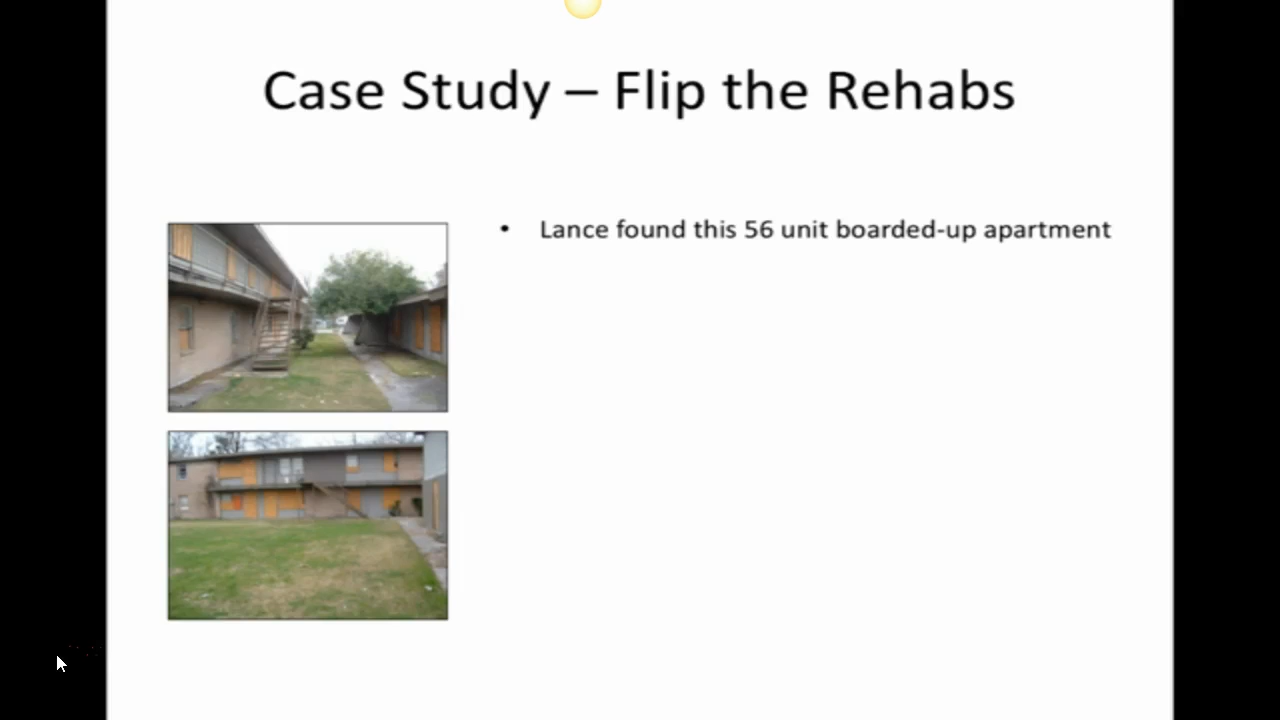 Case Study – Flip the Rehabs
• Lance found this 56 unit boarded-up apartment